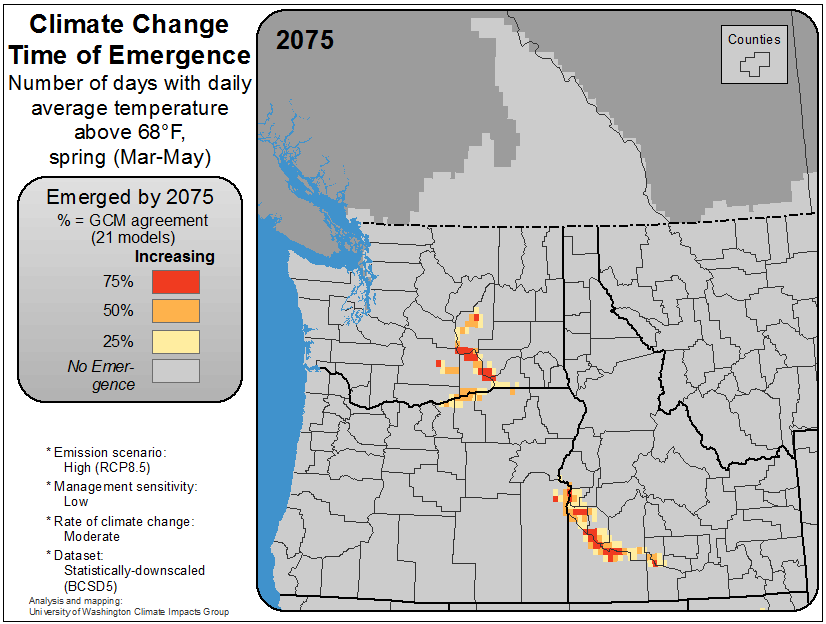 Climate Change
Time of Emergence
Number of days with daily
average temperature
above 68°F,
spring (Mar-May)
Emerged by 2075
% = GCM agreement
(21 models)
Increasing
75%
50%
25%
No Emer-
gence
* Emission scenario:
High (RCP8.5)
* Management sensitivity:
Low
* Rate of climate change:
Moderate
* Dataset:
Statistically-downscaled
(BCSD5)
Analysis and mapping:
University of Washington Climate Impacts Group
2075
Counties